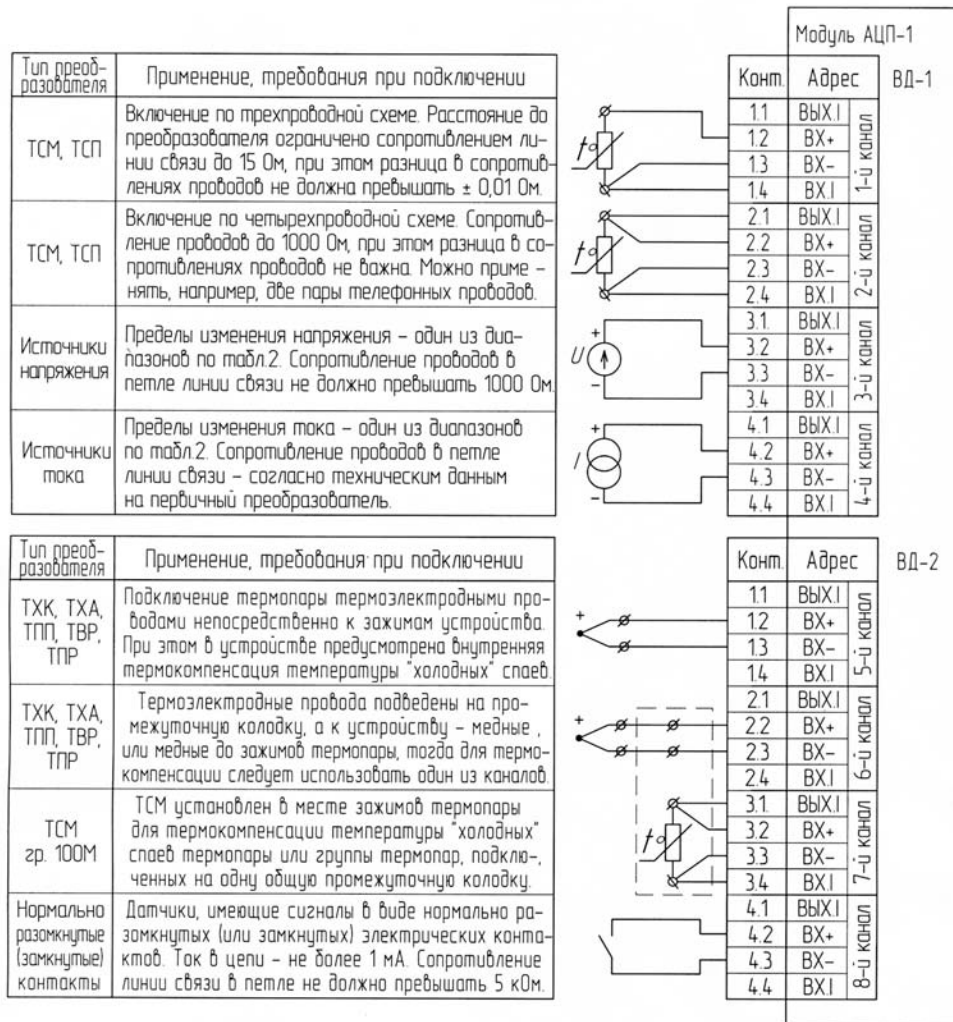 Модуль АЦП-1
Тип преоб-
разователя
Применение, требования при подключении
Конт.
Адрес
ВД-1
ТСМ, ТСП
Включение по трехпроводной схеме. Расстояние до
преобразователя ограничено сопротивлением ли-
нии связи до 15 Ом, при этом разница в сопротив-
лениях проводов не должна превышать ± 0,01 Ом.
t°
1.1 ВЫХ.I
1.2 ВХ+
1.3 ВХ-
1.4 ВХ.I
1-й канал
ТСМ, ТСП
Включение по четырехпроводной схеме. Сопротив-
ление проводов до 1000 Ом, при этом разница в со-
противлениях проводов не важна. Можно приме -
нять, например, две пары телефонных проводов.
t°
2.1 ВЫХ.I
2.2 ВХ+
2.3 ВХ-
2.4 ВХ.I
2-й канал
Источники
напряжения
Пределы изменения напряжения - один из диа-
пазонов по табл.2. Сопротивление проводов в
петле линии связи не должно превышать 1000 Ом.
+
U
-
3.1. ВЫХ.I
3.2 ВХ+
3.3 ВХ-
3.4 ВХ.I
3-й канал
Источники
тока
Пределы изменения тока - один из диапазонов
по табл.2. Сопротивление проводов в петле
линии связи - согласно техническим данным
на первичный преобразователь.
+
I
-
4.1 ВЫХ.I
4.2 ВХ+
4.3 ВХ-
4.4 ВХ.I
4-й канал
Тип преоб-
разователя
Применение, требования при подключении
Конт.
Адрес
ВД-2
ТХК, ТХА,
ТПП, ТВР,
ТПР
Подключение термопары термоэлектродными про-
водами непосредственно к зажимам устройства.
При этом в устройстве предусмотрена внутренняя
термокомпенсация температуры "холодных" спаев.
+
1.1 ВЫХ.I
1.2 ВХ+
1.3 ВХ-
1.4 ВХ.I
5-й канал
ТХК, ТХА,
ТПП, ТВР,
ТПР
Термоэлектродные провода подведены на про-
межуточную колодку, а к устройству - медные ,
или медные до зажимов термопары, тогда для термо-
компенсации следует использовать один из каналов.
+
2.1 ВЫХ.I
2.2 ВХ+
2.3 ВХ-
2.4 ВХ.I
6-й канал
ТСМ
гр. 100М
ТСМ установлен в месте зажимов термопары
для термокомпенсации температуры "холодных"
спаев термопары или группы термопар, подклю-,
ченных на одну общую промежуточную колодку.
t°
3.1 ВЫХ.I
3.2 ВХ+
3.3 ВХ-
3.4 ВХ.I
7-й канал
Нормально
разомкнутые
(замкнутые)
контакты
Датчики, имеющие сигналы в виде нормально ра-
зомкнутых (или замкнутых) электрических конта-
ктов. Ток в цепи - не более 1 мА. Сопротивление
линии связи в петле не должно превышать 5 кОм.
4.1 ВЫХ.I
4.2 ВХ+
4.3 ВХ-
4.4 ВХ.I
8-й канал